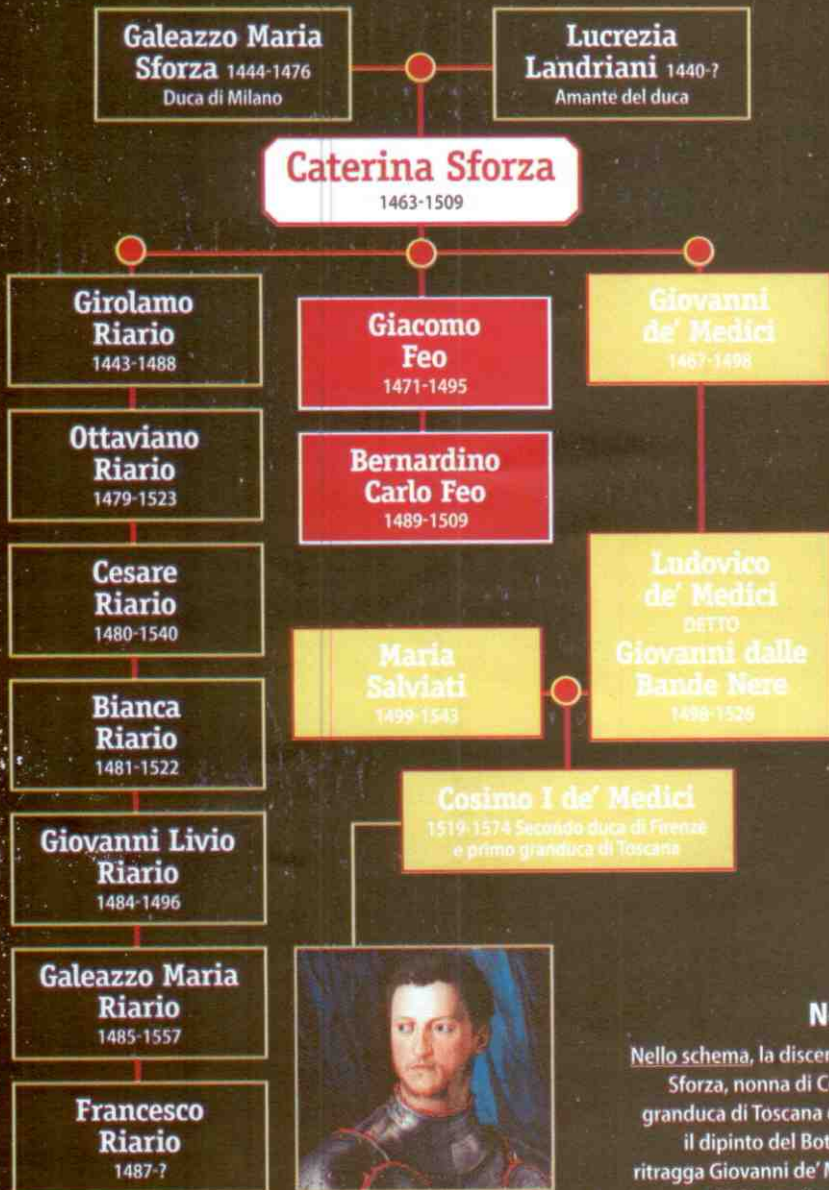 Galeazzo Maria
Sforza 1444-1476
Duca di Milano
Lucrezia
Landriani 1440-?
Amante del duca
Caterina Sforza
1463-1509
Girolamo
Riario
1443-1488
Ottaviano
Riario
1479-1523
Cesare
Riario
1480-1540
Bianca
Riario
1481-1522
Giovanni Livio
Riario
1484-1496
Galeazzo Maria
Riario
1485-1557
Francesco
Riario
1487-?
Giacomo
Feo
1471-1495
Bernardino
Carlo Feo
1489-1509
Giovanni
de' Medici
1467-1498
Ludovico
de' Medici
DETTO
Giovanni dalle
Bande Nere
1498-1526
Maria
Salviati
1499-1543
Cosimo I de' Medici
1519-1574 Secondo duca di Firenze
e primo granduca di Toscana
N
Nello schema, la discen
Sforza, nonna di C
granduca di Toscana
il dipinto del Bot
ritragga Giovanni de' M